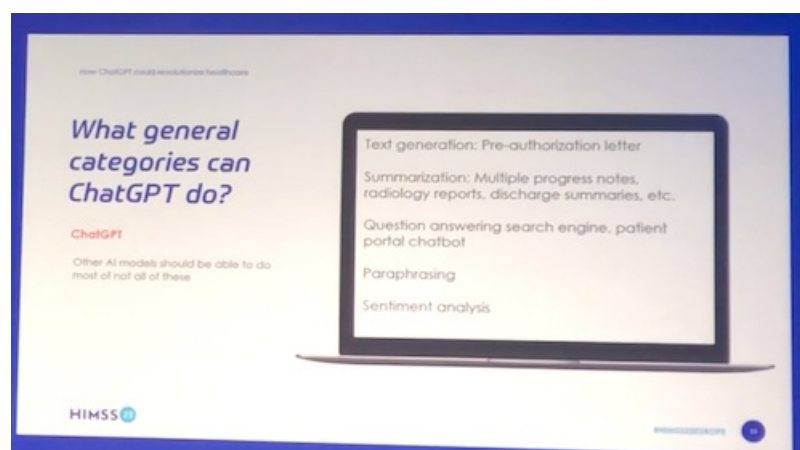 How ChatGPT could revolutionize healthcare
What general
categories can
ChatGPT do?
ChatGPT
Other AI models should be able to do
most of not all of these
Text generation: Pre-authorization letter
Summarization: Multiple progress notes,
radiology reports, discharge summaries, etc.
Question answering search engine, patient
portal chatbot
Paraphrasing
Sentiment analysis
HIMSS 23